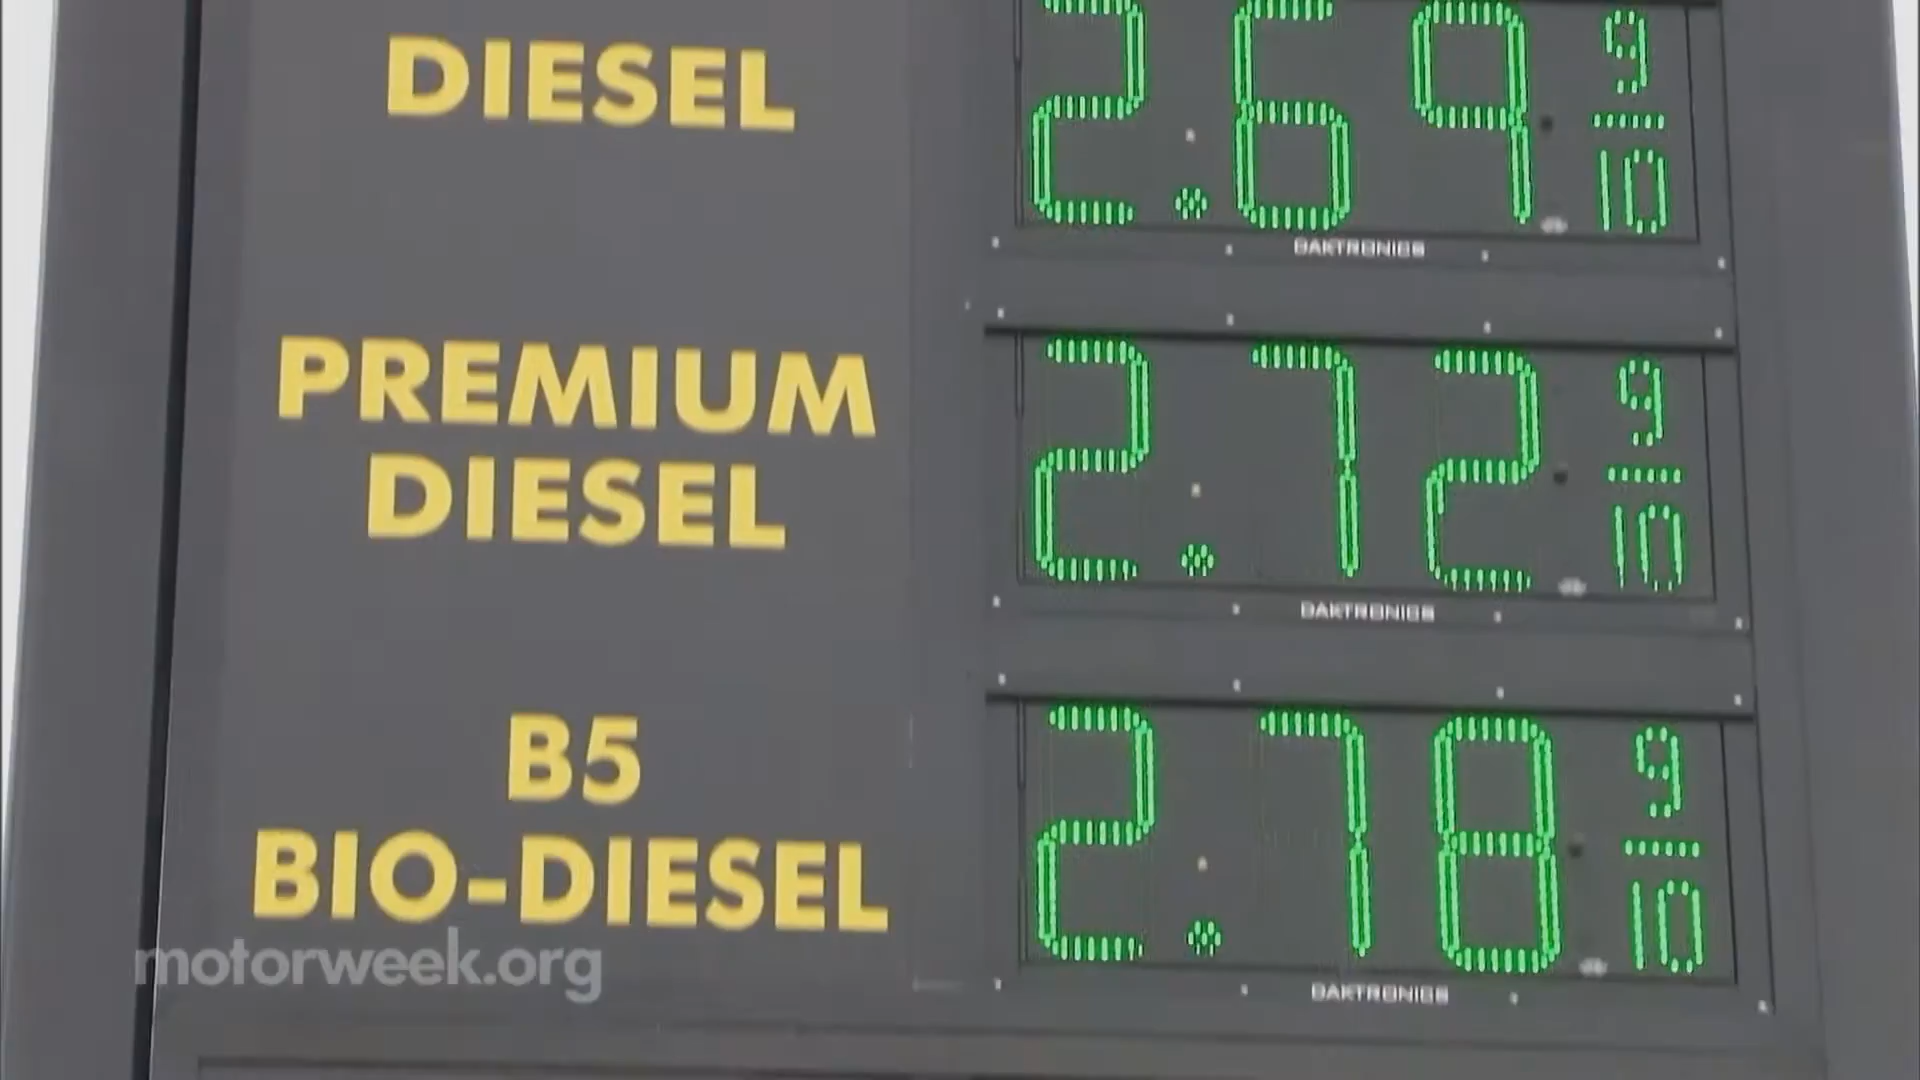 DIESEL 2.69 9/10
DAKTRONICS
PREMIUM
DIESEL 2.72 9/10
DAKTRONICS
B5
BIO-DIESEL 2.78 9/10
DAKTRONICS
motorweek.org